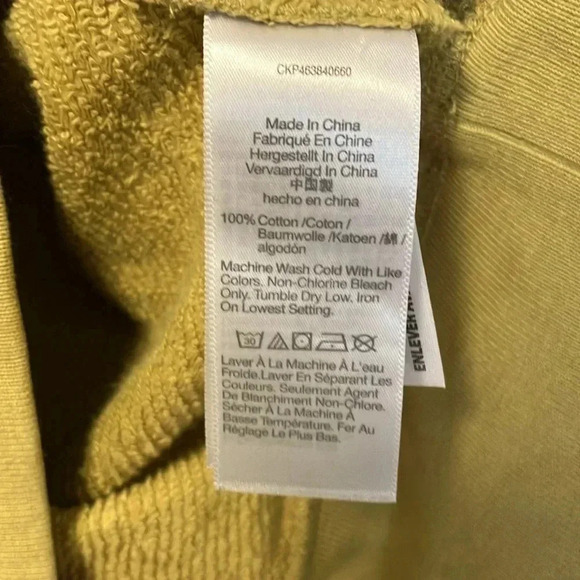 CKP463840660
Made In China
Fabriqué En Chine
Hergestellt In China
Vervaardigd In China
中国製
hecho en china
100% Cotton /Coton /
Baumwolle /Katoen /綿 /
algodón
Machine Wash Cold With Like
Colors. Non-Chlorine Bleach
Only. Tumble Dry Low. Iron
On Lowest Setting.
30
Laver À La Machine À L'eau
Froide.Laver En Séparant Les
Couleurs. Seulement Agent
De Blanchiment Non-Chlore.
Sécher À La Machine À
Basse Température. Fer Au
Réglage Le Plus Bas.
ENLEVER